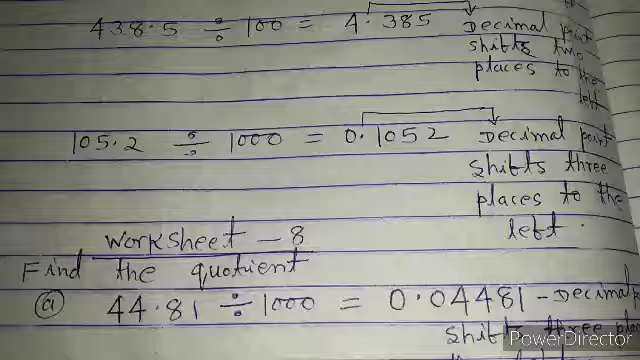 438.5 ÷ 100 = 4.385 Decimal point
shifts two
places to the
left
105.2 ÷ 1000 = 0.1052 Decimal point
shifts three
places to the
left.
Worksheet - 8
Find the quotient
(a) 44.81 ÷ 1000 = 0.04481 - Decimal
shift three
PowerDirector